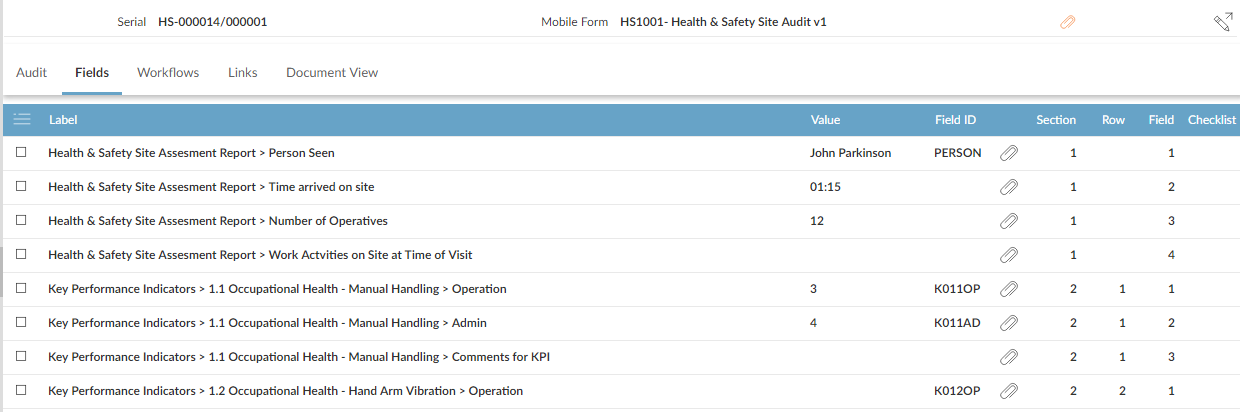 Serial HS-000014/000001 Mobile Form HS1001- Health & Safety Site Audit v1
Audit Fields Workflows Links Document View
Label Value Field ID Section Row Field Checklist
Health & Safety Site Assesment Report > Person Seen John Parkinson PERSON 1 1
Health & Safety Site Assesment Report > Time arrived on site 01:15 1 2
Health & Safety Site Assesment Report > Number of Operatives 12 1 3
Health & Safety Site Assesment Report > Work Actvities on Site at Time of Visit 1 4
Key Performance Indicators > 1.1 Occupational Health - Manual Handling > Operation 3 K011OP 2 1 1
Key Performance Indicators > 1.1 Occupational Health - Manual Handling > Admin 4 K011AD 2 1 2
Key Performance Indicators > 1.1 Occupational Health - Manual Handling > Comments for KPI 2 1 3
Key Performance Indicators > 1.2 Occupational Health - Hand Arm Vibration > Operation K012OP 2 2 1